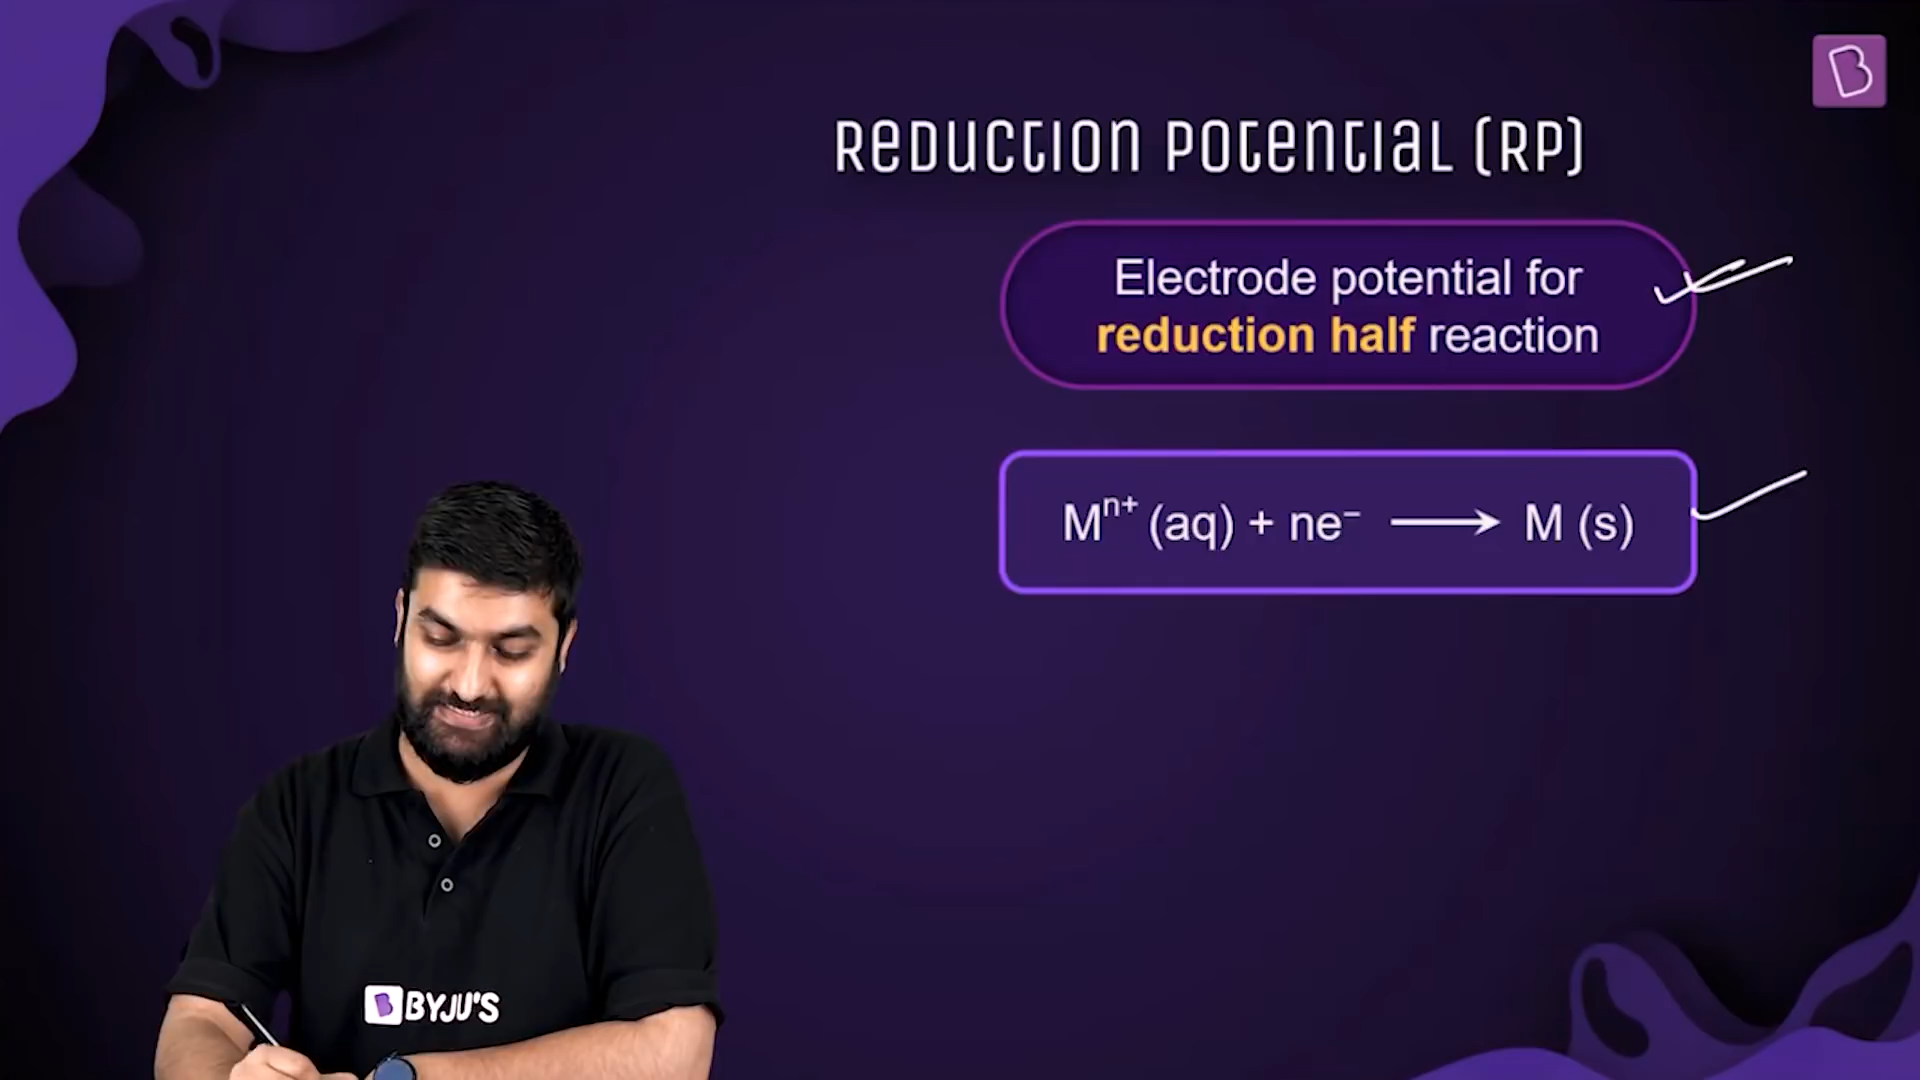 REDUCTION POTENTIAL (RP)
Electrode potential for
reduction half reaction
Mⁿ⁺ (aq) + ne⁻ ⟶ M (s)
BYJU'S